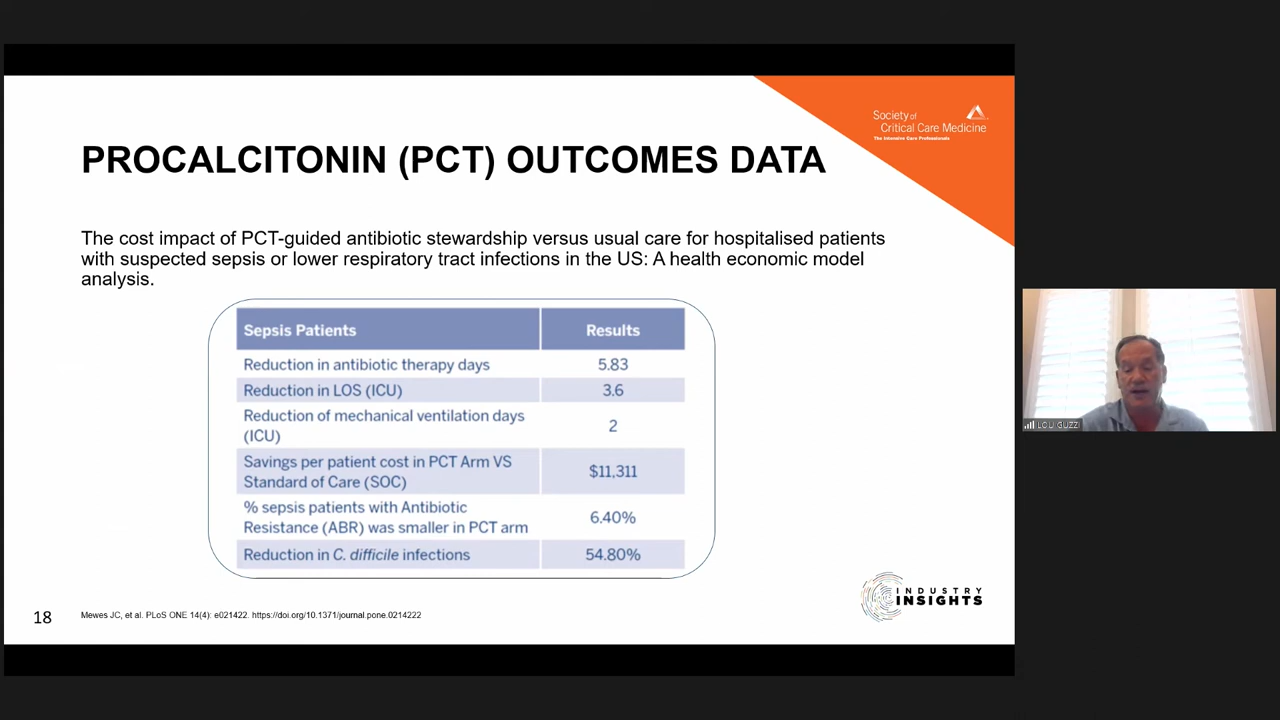 Society of
Critical Care Medicine
The Intensive Care Professionals
PROCALCITONIN (PCT) OUTCOMES DATA
The cost impact of PCT-guided antibiotic stewardship versus usual care for hospitalised patients
with suspected sepsis or lower respiratory tract infections in the US: A health economic model
analysis.
Sepsis Patients Results
Reduction in antibiotic therapy days 5.83
Reduction in LOS (ICU) 3.6
Reduction of mechanical ventilation days
(ICU) 2
Savings per patient cost in PCT Arm VS
Standard of Care (SOC) $11,311
% sepsis patients with Antibiotic
Resistance (ABR) was smaller in PCT arm 6.40%
Reduction in C. difficile infections 54.80%
INDUSTRY
INSIGHTS
18
Mewes JC, et al. PLoS ONE 14(4): e021422. https://doi.org/10.1371/journal.pone.0214222
LOU GUZZI